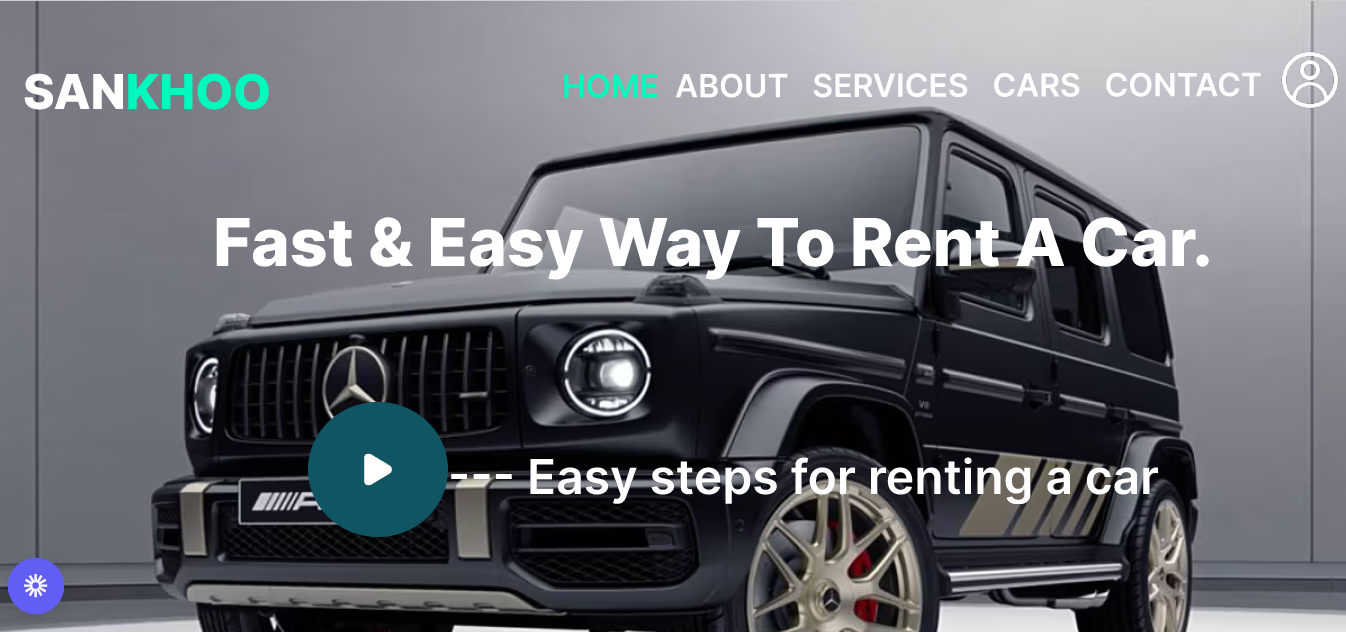 SANKHOO
HOME ABOUT SERVICES CARS CONTACT
Fast & Easy Way To Rent A Car.
--- Easy steps for renting a car